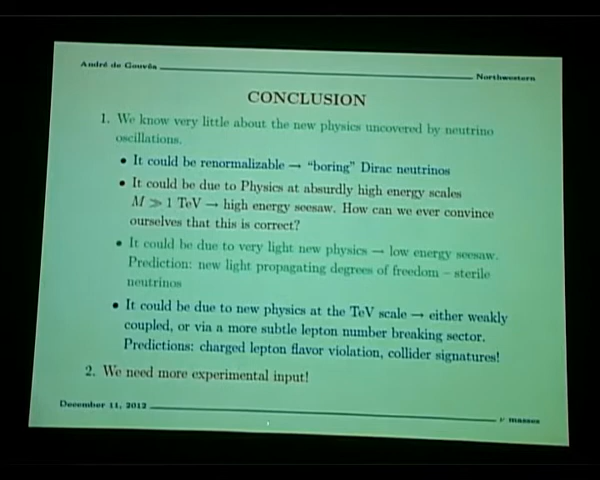 André de Gouvêa
Northwestern
CONCLUSION
1. We know very little about the new physics uncovered by neutrino
oscillations.
• It could be renormalizable → “boring” Dirac neutrinos
• It could be due to Physics at absurdly high energy scales
M ≫ 1 TeV → high energy seesaw. How can we ever convince
ourselves that this is correct?
• It could be due to very light new physics → low energy seesaw.
Prediction: new light propagating degrees of freedom – sterile
neutrinos
• It could be due to new physics at the TeV scale → either weakly
coupled, or via a more subtle lepton number breaking sector.
Predictions: charged lepton flavor violation, collider signatures!
2. We need more experimental input!
December 11, 2012
ν masses